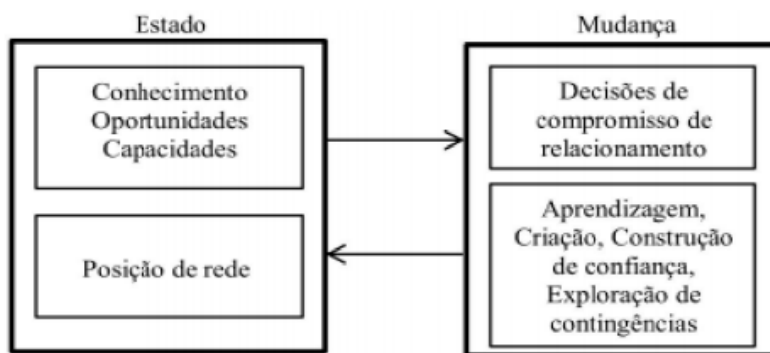 Estado
Conhecimento
Oportunidades
Capacidades
Posição de rede
Mudança
Decisões de
compromisso de
relacionamento
Aprendizagem,
Criação, Construção
de confiança,
Exploração de
contingências